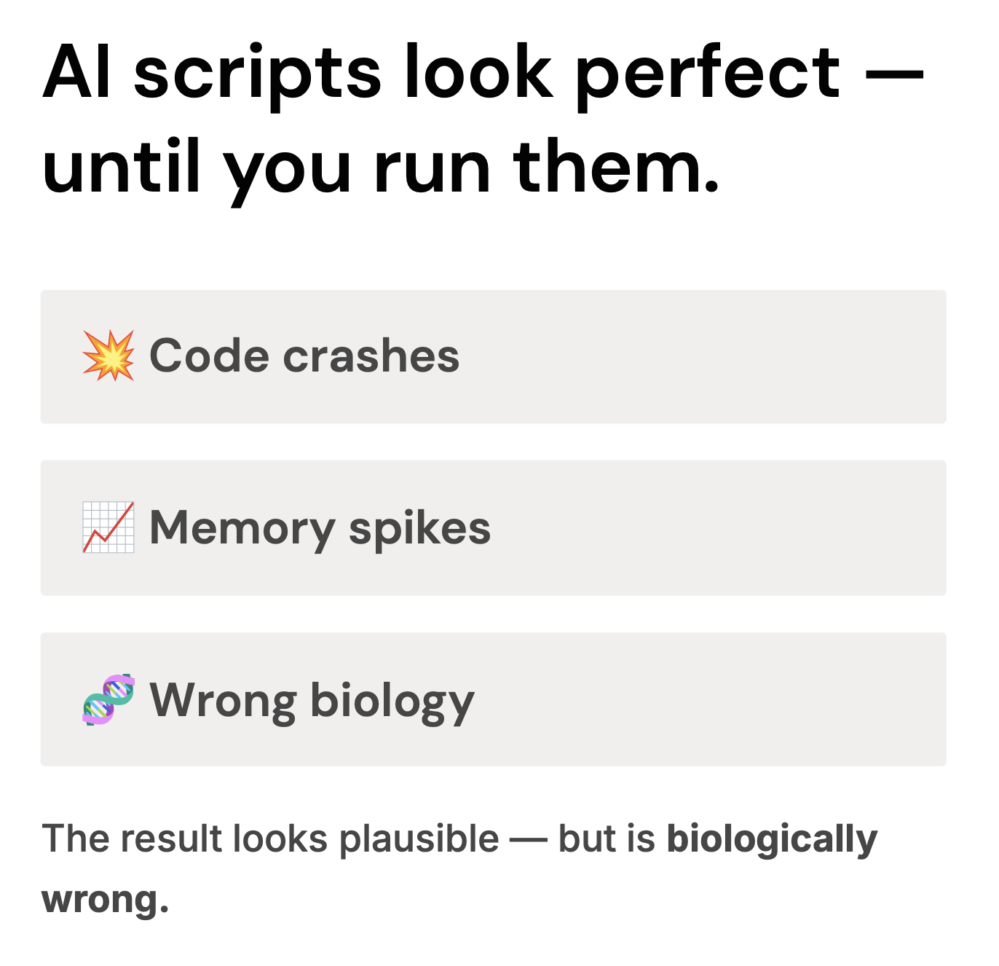 AI scripts look perfect —
until you run them.
💥 Code crashes
📈 Memory spikes
🧬 Wrong biology
The result looks plausible — but is biologically
wrong.